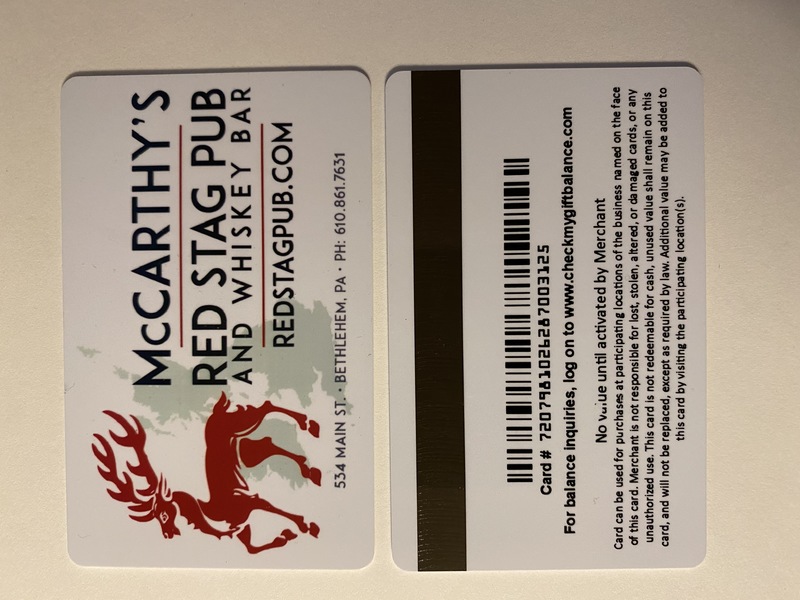 McCARTHY'S
RED STAG PUB
AND WHISKEY BAR
REDSTAGPUB.COM
534 MAIN ST. • BETHLEHEM, PA • PH: 610.861.7631
Card # 7207961026267003125
For balance inquiries, log on to www.checkmygiftbalance.com
No value until activated by Merchant
Card can be used for purchases at participating locations of the business named on the face
of this card. Merchant is not responsible for lost, stolen, altered, or damaged cards, or any
unauthorized use. This card is not redeemable for cash, unused value shall remain on this
card, and will not be replaced, except as required by law. Additional value may be added to
this card by visiting the participating location(s).